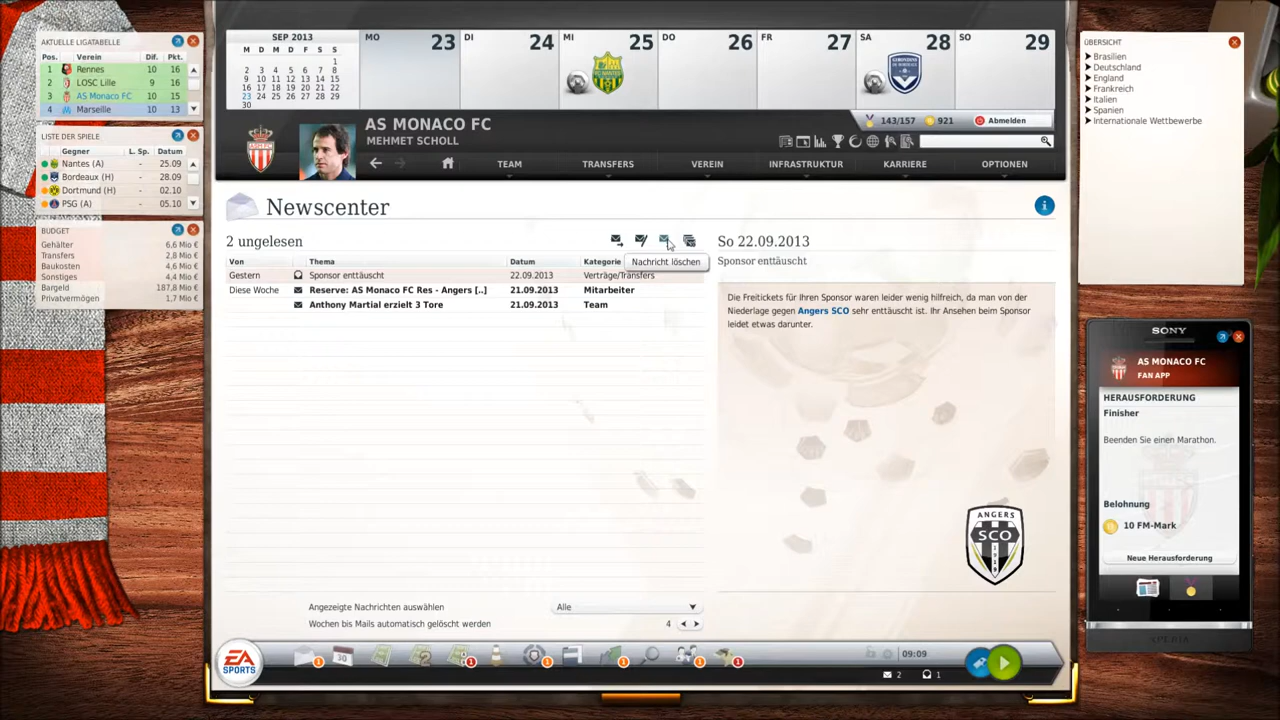 AKTUELLE LIGATABELLE
Pos. Verein Dif. Pkt.
1 Rennes 10 16
2 LOSC Lille 9 16
3 AS Monaco FC 10 15
4 Marseille 10 13
LISTE DER SPIELE
Gegner L. Sp. Datum
Nantes (A) - 25.09
Bordeaux (H) - 28.09
Dortmund (H) - 02.10
PSG (A) - 05.10
BUDGET
Gehälter 6,6 Mio €
Transfers 2,8 Mio €
Baukosten 4,6 Mio €
Sonstiges 4,4 Mio €
Bargeld 187,8 Mio €
Privatvermögen 1,7 Mio €
SEP 2013
M D M D F S S
1
2 3 4 5 6 7 8
9 10 11 12 13 14 15
16 17 18 19 20 21 22
23 24 25 26 27 28 29
30
MO 23
DI 24
MI 25
DO 26
FR 27
SA 28
SO 29
AS MONACO FC
MEHMET SCHOLL
143/157 921 Abmelden
TEAM TRANSFERS VEREIN INFRASTRUKTUR KARRIERE OPTIONEN
Newscenter
2 ungelesen
Nachricht löschen
Von Thema Datum Kategorie
Gestern Sponsor enttäuscht 22.09.2013 Verträge/Transfers
Diese Woche Reserve: AS Monaco FC Res - Angers [..] 21.09.2013 Mitarbeiter
Anthony Martial erzielt 3 Tore 21.09.2013 Team
Angezeigte Nachrichten auswählen Alle
Wochen bis Mails automatisch gelöscht werden 4
So 22.09.2013
Sponsor enttäuscht
Die Freitickets für Ihren Sponsor waren leider wenig hilfreich, da man von der
Niederlage gegen Angers SCO sehr enttäuscht ist. Ihr Ansehen beim Sponsor
leidet etwas darunter.
ANGERS
SCO
1919
EA
SPORTS
30
1 1 1 1 1 1
09:09
2 1
ÜBERSICHT
Brasilien
Deutschland
England
Frankreich
Italien
Spanien
Internationale Wettbewerbe
SONY
AS MONACO FC
FAN APP
HERAUSFORDERUNG
Finisher
Beenden Sie einen Marathon.
Belohnung
10 FM-Mark
Neue Herausforderung
XPERIA